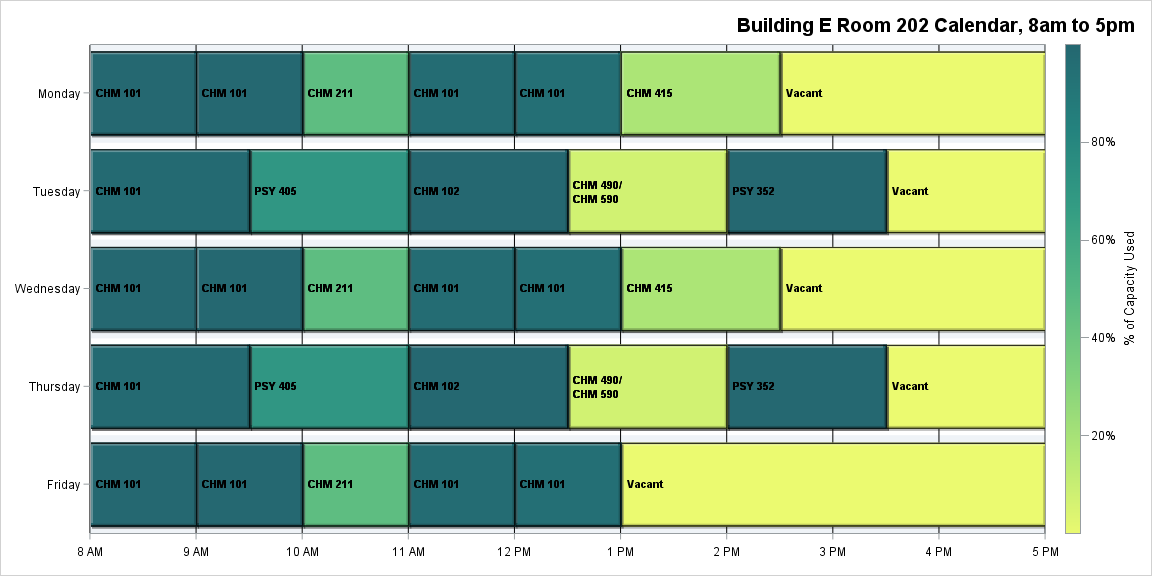 Building E Room 202 Calendar, 8am to 5pm
Monday
CHM 101
CHM 101
CHM 211
CHM 101
CHM 101
CHM 415
Vacant
Tuesday
CHM 101
PSY 405
CHM 102
CHM 490/
CHM 590
PSY 352
Vacant
Wednesday
CHM 101
CHM 101
CHM 211
CHM 101
CHM 101
CHM 415
Vacant
Thursday
CHM 101
PSY 405
CHM 102
CHM 490/
CHM 590
PSY 352
Vacant
Friday
CHM 101
CHM 101
CHM 211
CHM 101
CHM 101
Vacant
8 AM
9 AM
10 AM
11 AM
12 PM
1 PM
2 PM
3 PM
4 PM
5 PM
80%
60%
40%
20%
% of Capacity Used